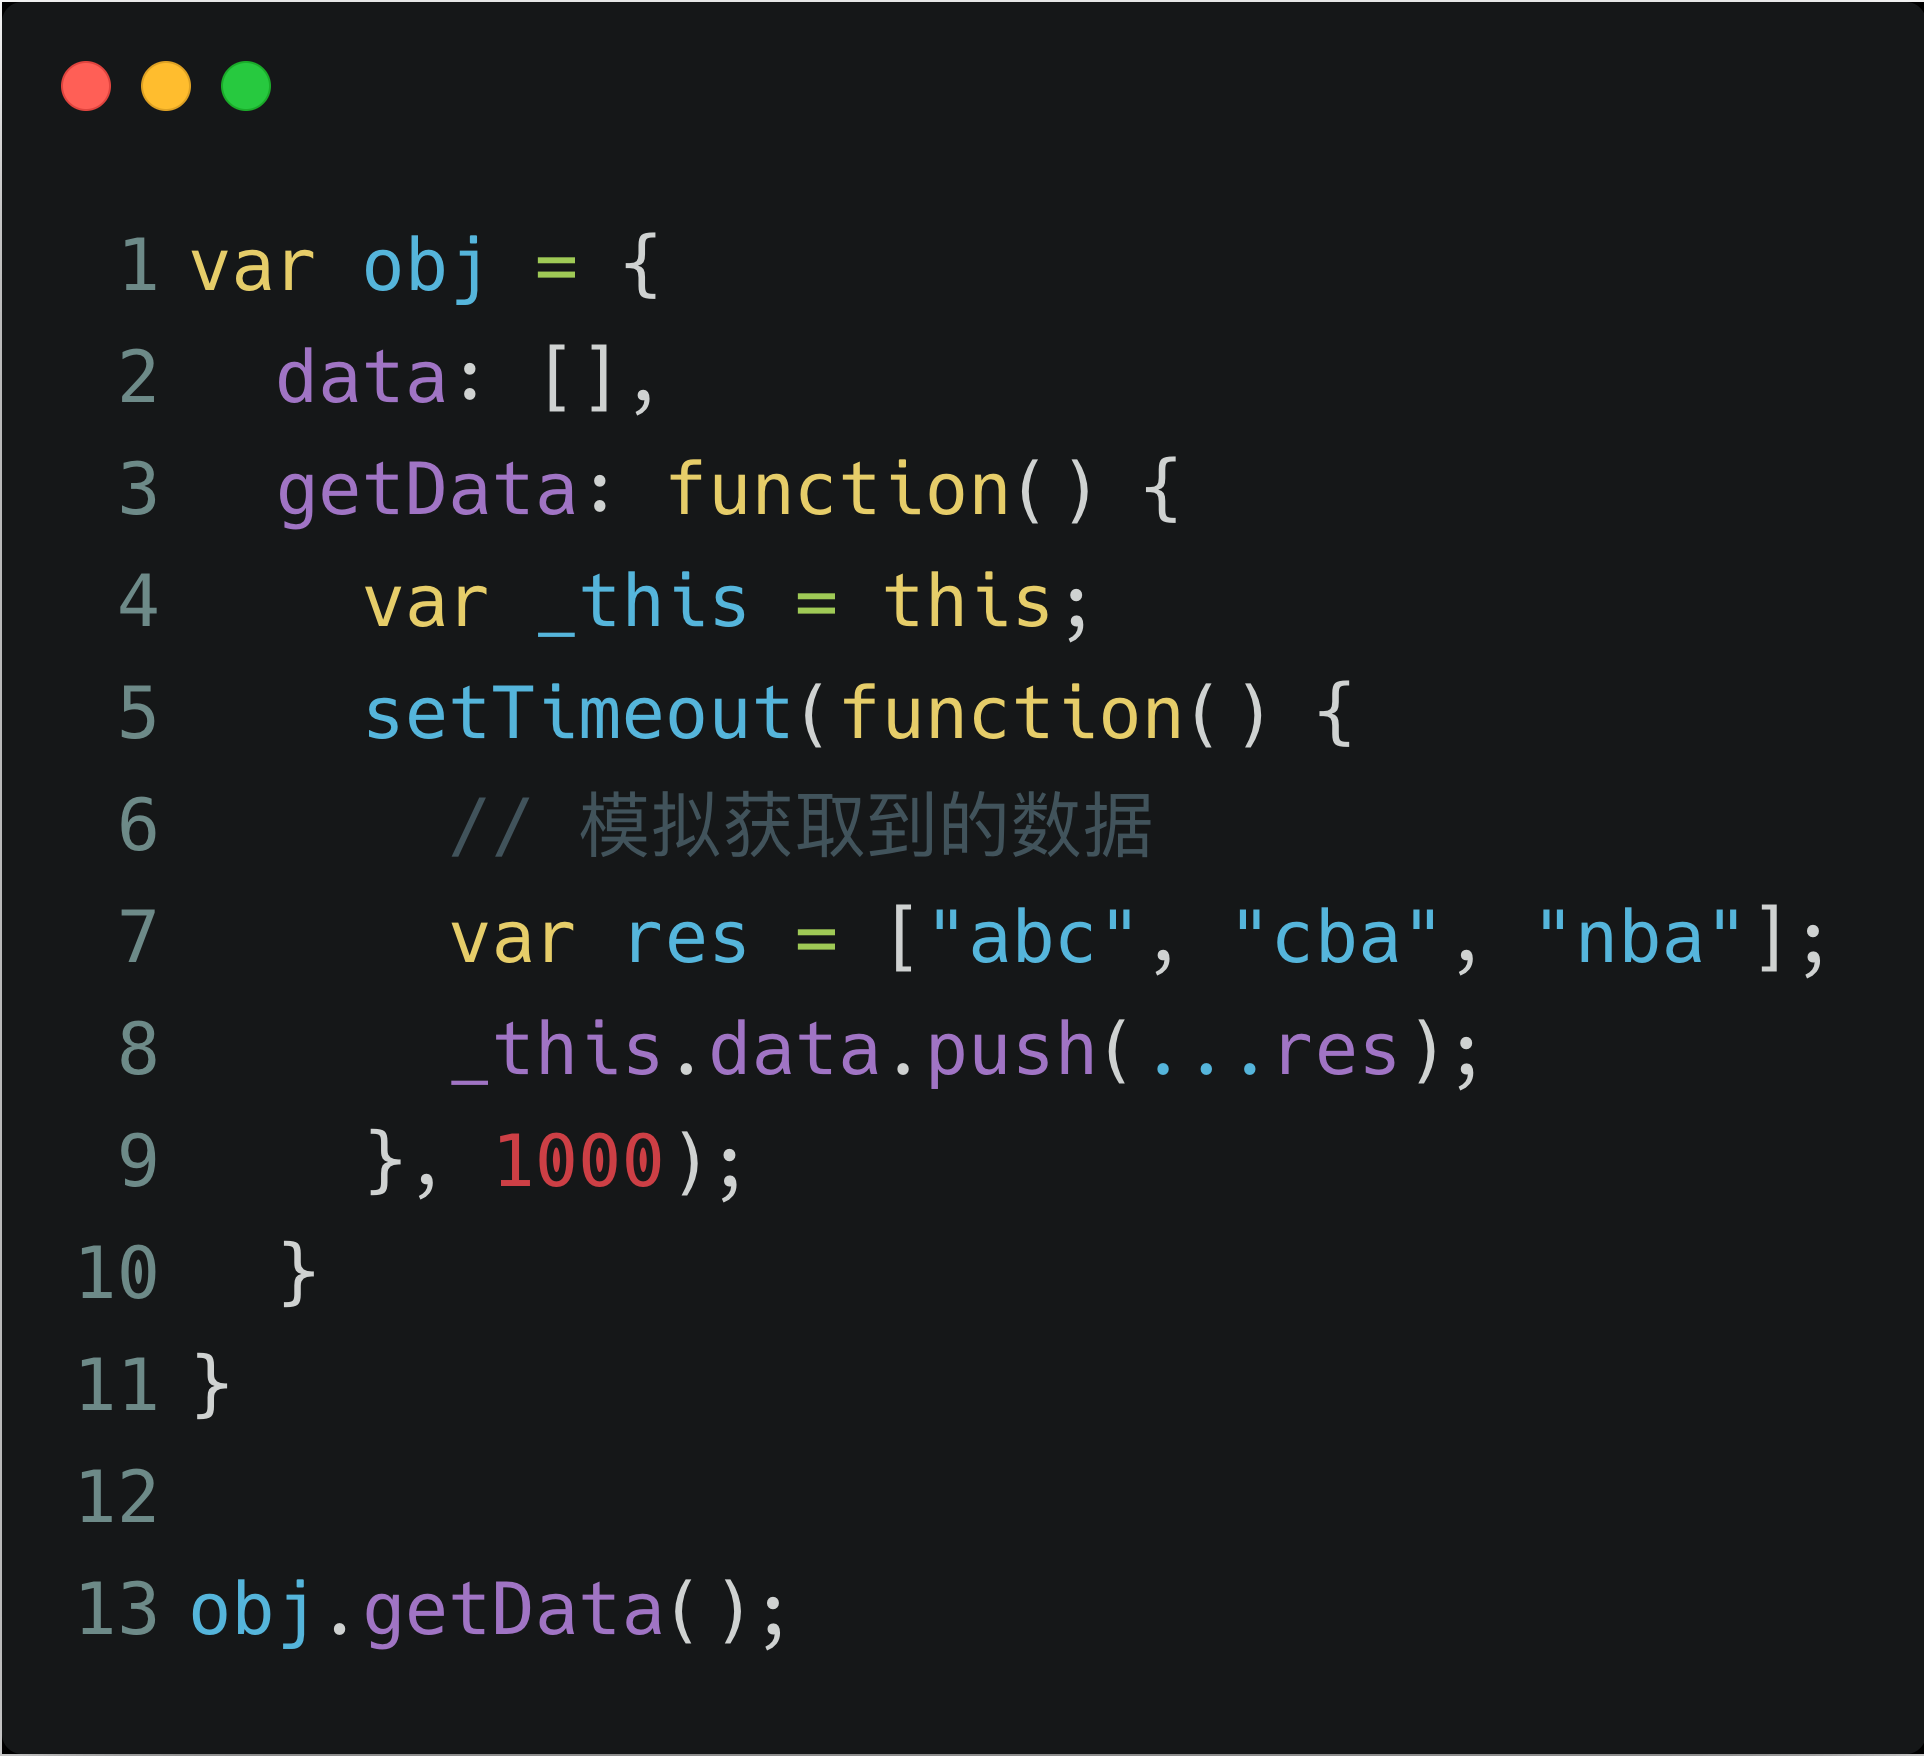 1 var obj = {
2   data: [],
3   getData: function() {
4     var _this = this;
5     setTimeout(function() {
6       // 模拟获取到的数据
7       var res = ["abc", "cba", "nba"];
8       _this.data.push(...res);
9     }, 1000);
10   }
11 }
12
13 obj.getData();